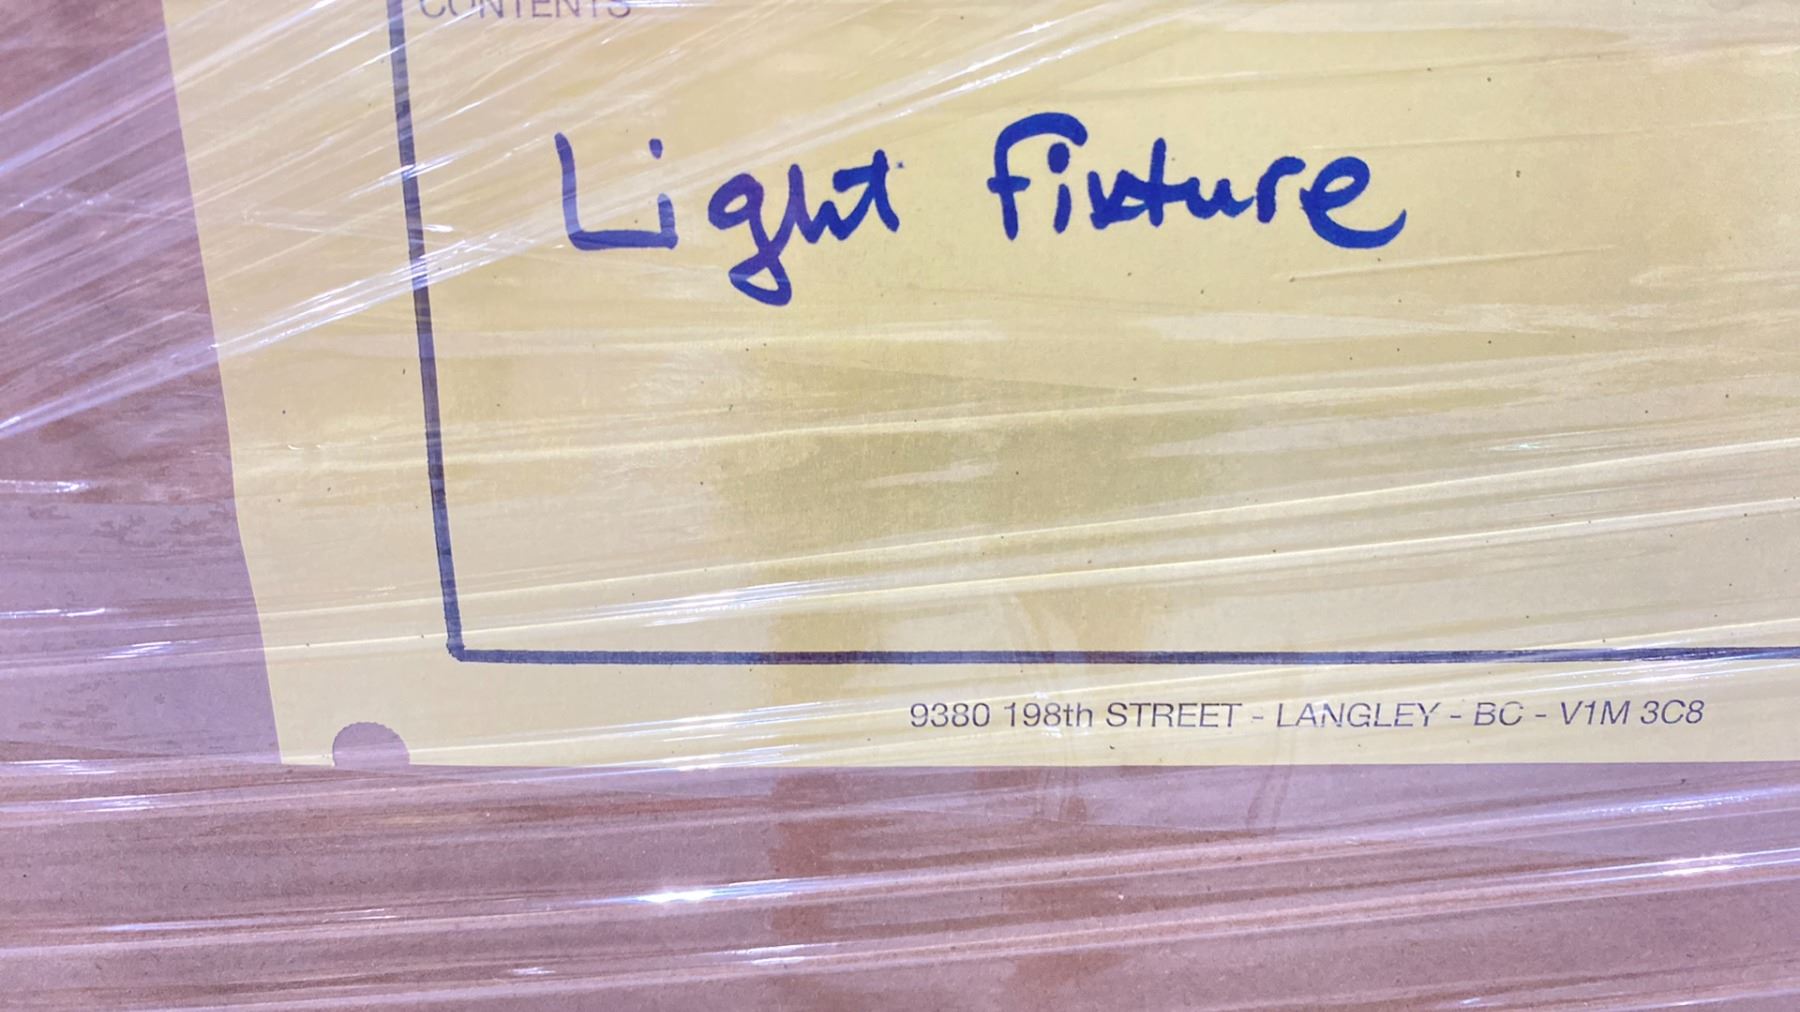 CONTENTS
Light fixture
9380 198th STREET - LANGLEY - BC - V1M 3C8